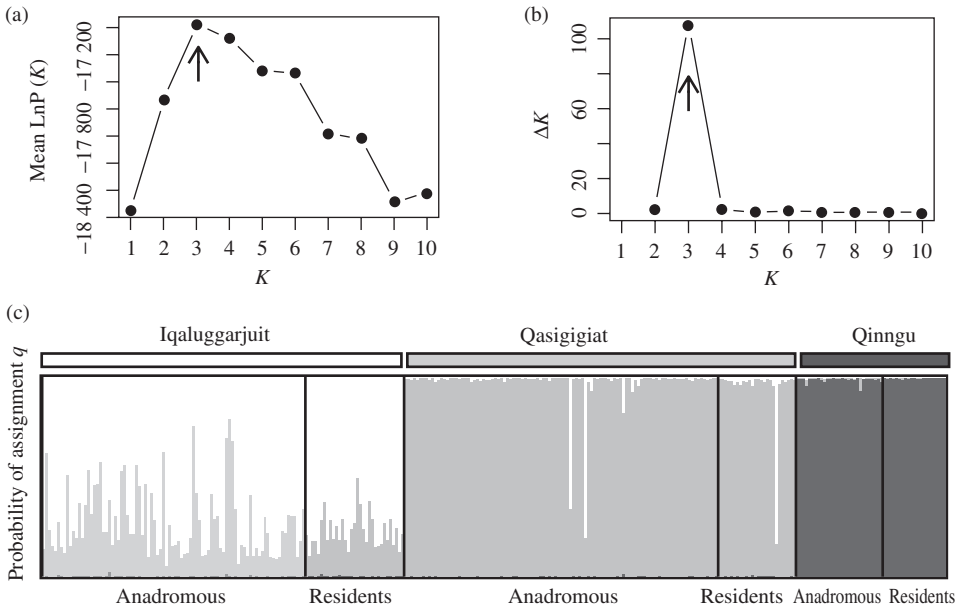 (a)
Mean LnP (K)
−17 200
−17 800
−18 400
1 2 3 4 5 6 7 8 9 10
K
(b)
ΔK
100
60
20
0
1 2 3 4 5 6 7 8 9 10
K
(c)
Iqaluggarjuit Qasigigiat Qinngu
Probability of assignment q
Anadromous Residents Anadromous Residents Anadromous Residents